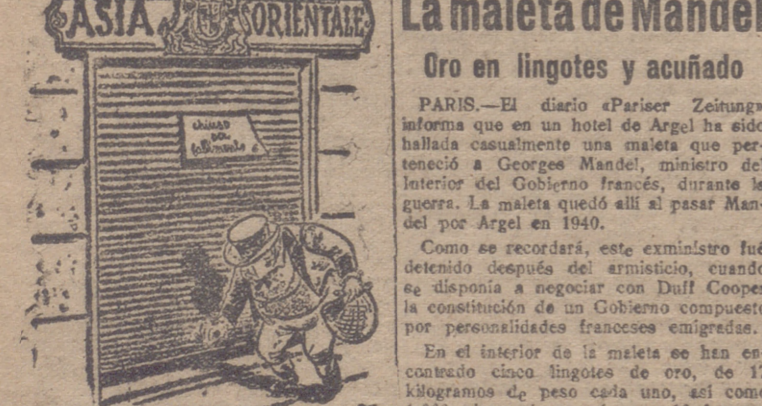 ASIA ORIENTALE
chiuso
per
fallimento
La maleta de Mandel
Oro en lingotes y acuñado
PARIS.—El diario «Pariser Zeitung»
informa que en un hotel de Argel ha sido
hallada casualmente una maleta que per-
teneció a Georges Mandel, ministro del
Interior del Gobierno francés, durante la
guerra. La maleta quedó allí al pasar Man-
del por Argel en 1940.
Como se recordará, este exministro fué
detenido después del armisticio, cuando
se disponía a negociar con Duff Cooper
la constitución de un Gobierno compuesto
por personalidades franceses emigradas.
En el interior de la maleta se han en-
contrado cinco lingotes de oro, de 17
kilogramos de peso cada uno, así como